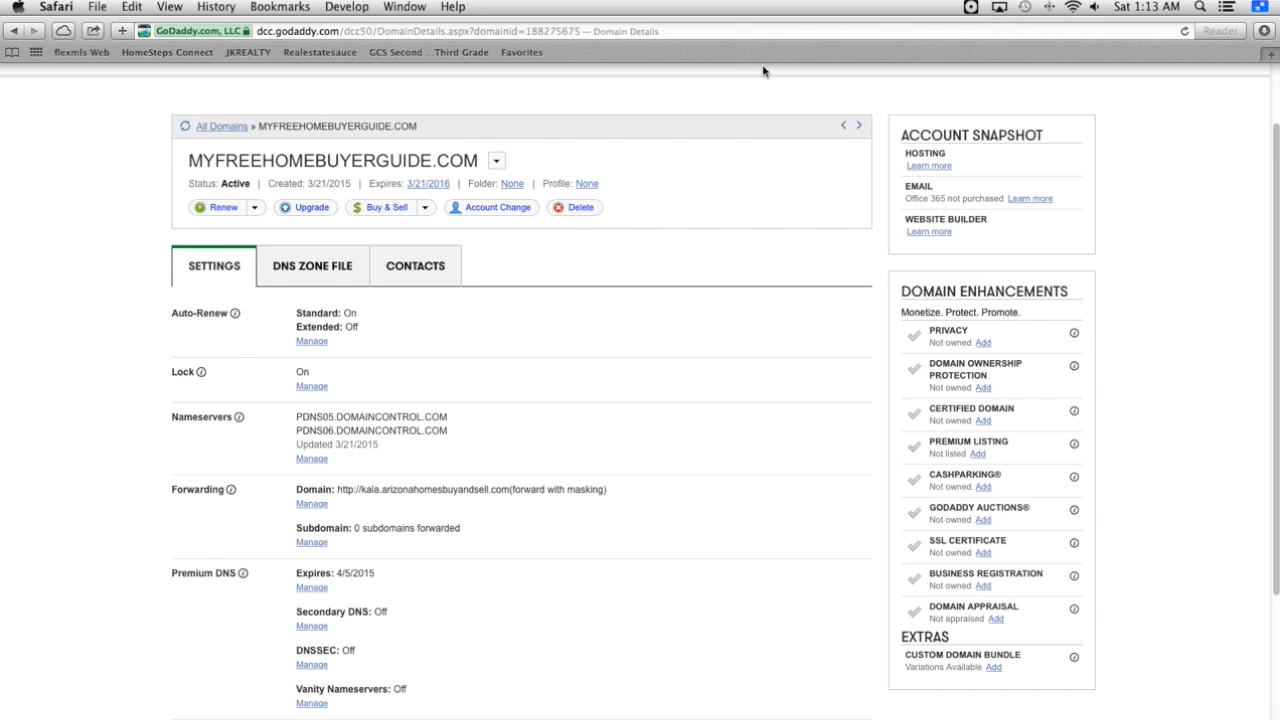 Safari File Edit View History Bookmarks Develop Window Help Sat 1:13 AM
GoDaddy.com, LLC dcc.godaddy.com/dcc50/DomainDetails.aspx?domainid=188275675 — Domain Details Reader
flexmls Web HomeSteps Connect JKREALTY Realestatesauce GCS Second ...Third Grade Favorites
All Domains » MYFREEHOMEBUYERGUIDE.COM
MYFREEHOMEBUYERGUIDE.COM
Status: Active | Created: 3/21/2015 | Expires: 3/21/2016 | Folder: None | Profile: None
Renew Upgrade Buy & Sell Account Change Delete
SETTINGS DNS ZONE FILE CONTACTS
Auto-Renew Standard: On
Extended: Off
Manage
Lock On
Manage
Nameservers PDNS05.DOMAINCONTROL.COM
PDNS06.DOMAINCONTROL.COM
Updated 3/21/2015
Manage
Forwarding Domain: http://kala.arizonahomesbuyandsell.com(forward with masking)
Manage
Subdomain: 0 subdomains forwarded
Manage
Premium DNS Expires: 4/5/2015
Manage
Secondary DNS: Off
Manage
DNSSEC: Off
Manage
Vanity Nameservers: Off
Manage
ACCOUNT SNAPSHOT
HOSTING
Learn more
EMAIL
Office 365 not purchased Learn more
WEBSITE BUILDER
Learn more
DOMAIN ENHANCEMENTS
Monetize. Protect. Promote.
PRIVACY
Not owned Add
DOMAIN OWNERSHIP
PROTECTION
Not owned Add
CERTIFIED DOMAIN
Not owned Add
PREMIUM LISTING
Not listed Add
CASHPARKING®
Not owned Add
GODADDY AUCTIONS®
Not owned Add
SSL CERTIFICATE
Not owned Add
BUSINESS REGISTRATION
Not owned Add
DOMAIN APPRAISAL
Not appraised Add
EXTRAS
CUSTOM DOMAIN BUNDLE
Variations Available Add